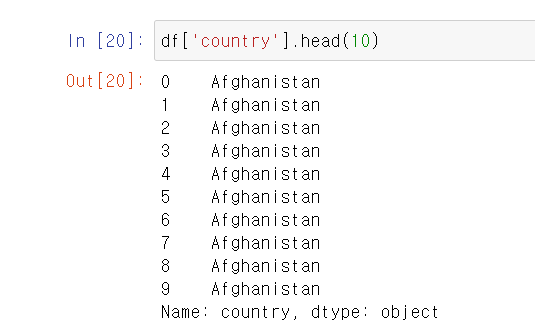 In [20]: df['country'].head(10)
Out[20]: 0    Afghanistan
1    Afghanistan
2    Afghanistan
3    Afghanistan
4    Afghanistan
5    Afghanistan
6    Afghanistan
7    Afghanistan
8    Afghanistan
9    Afghanistan
Name: country, dtype: object